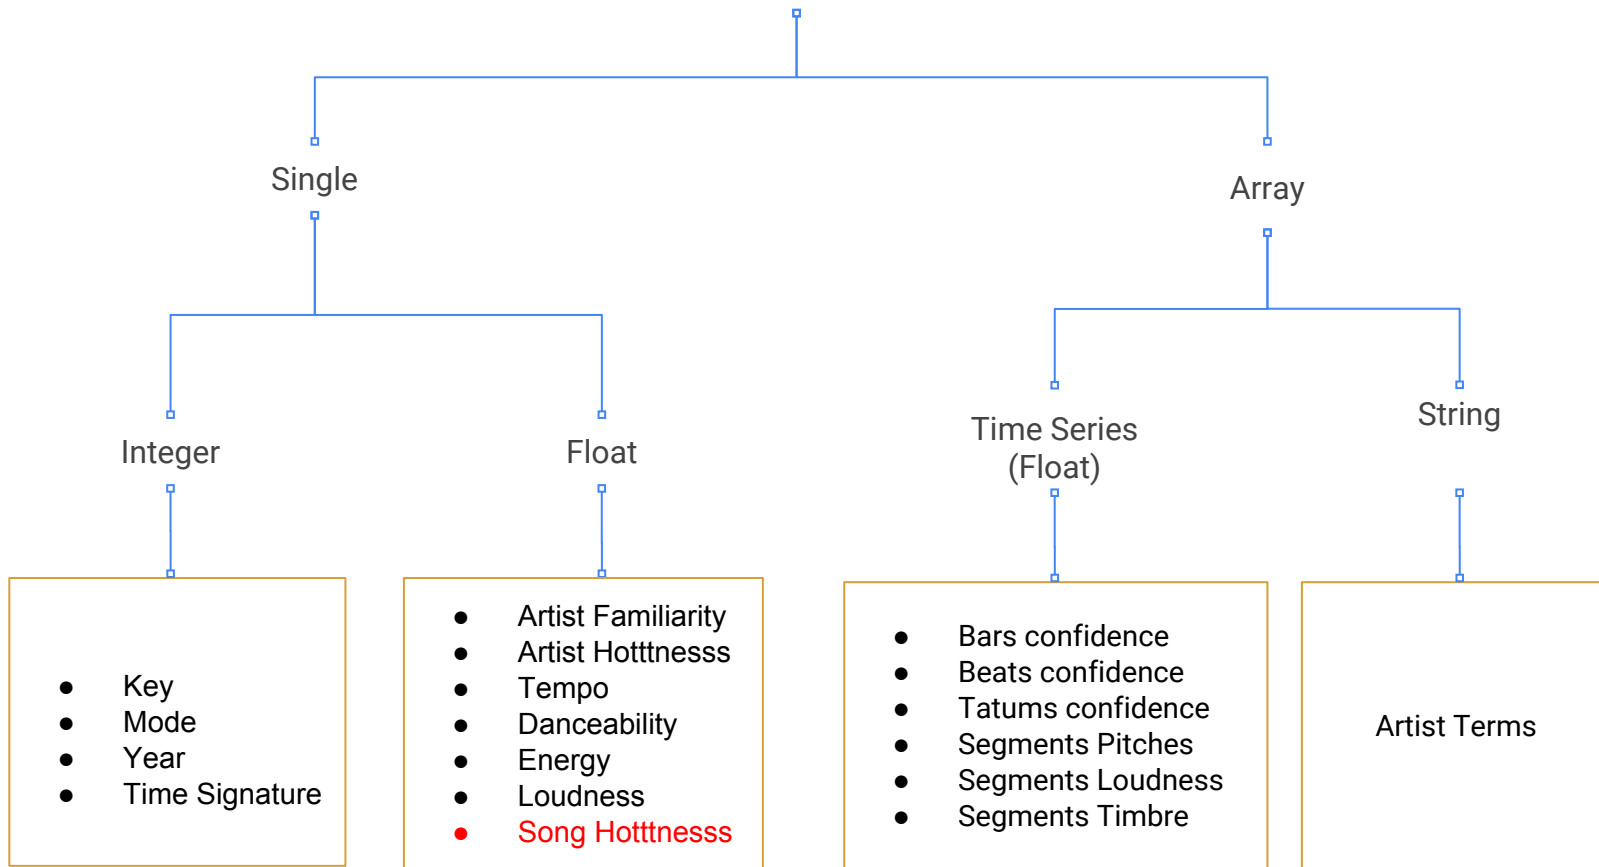 Single
Array
Integer
Float
Time Series
(Float)
String
● Key
● Mode
● Year
● Time Signature
● Artist Familiarity
● Artist Hotttnesss
● Tempo
● Danceability
● Energy
● Loudness
● Song Hotttnesss
● Bars confidence
● Beats confidence
● Tatums confidence
● Segments Pitches
● Segments Loudness
● Segments Timbre
Artist Terms